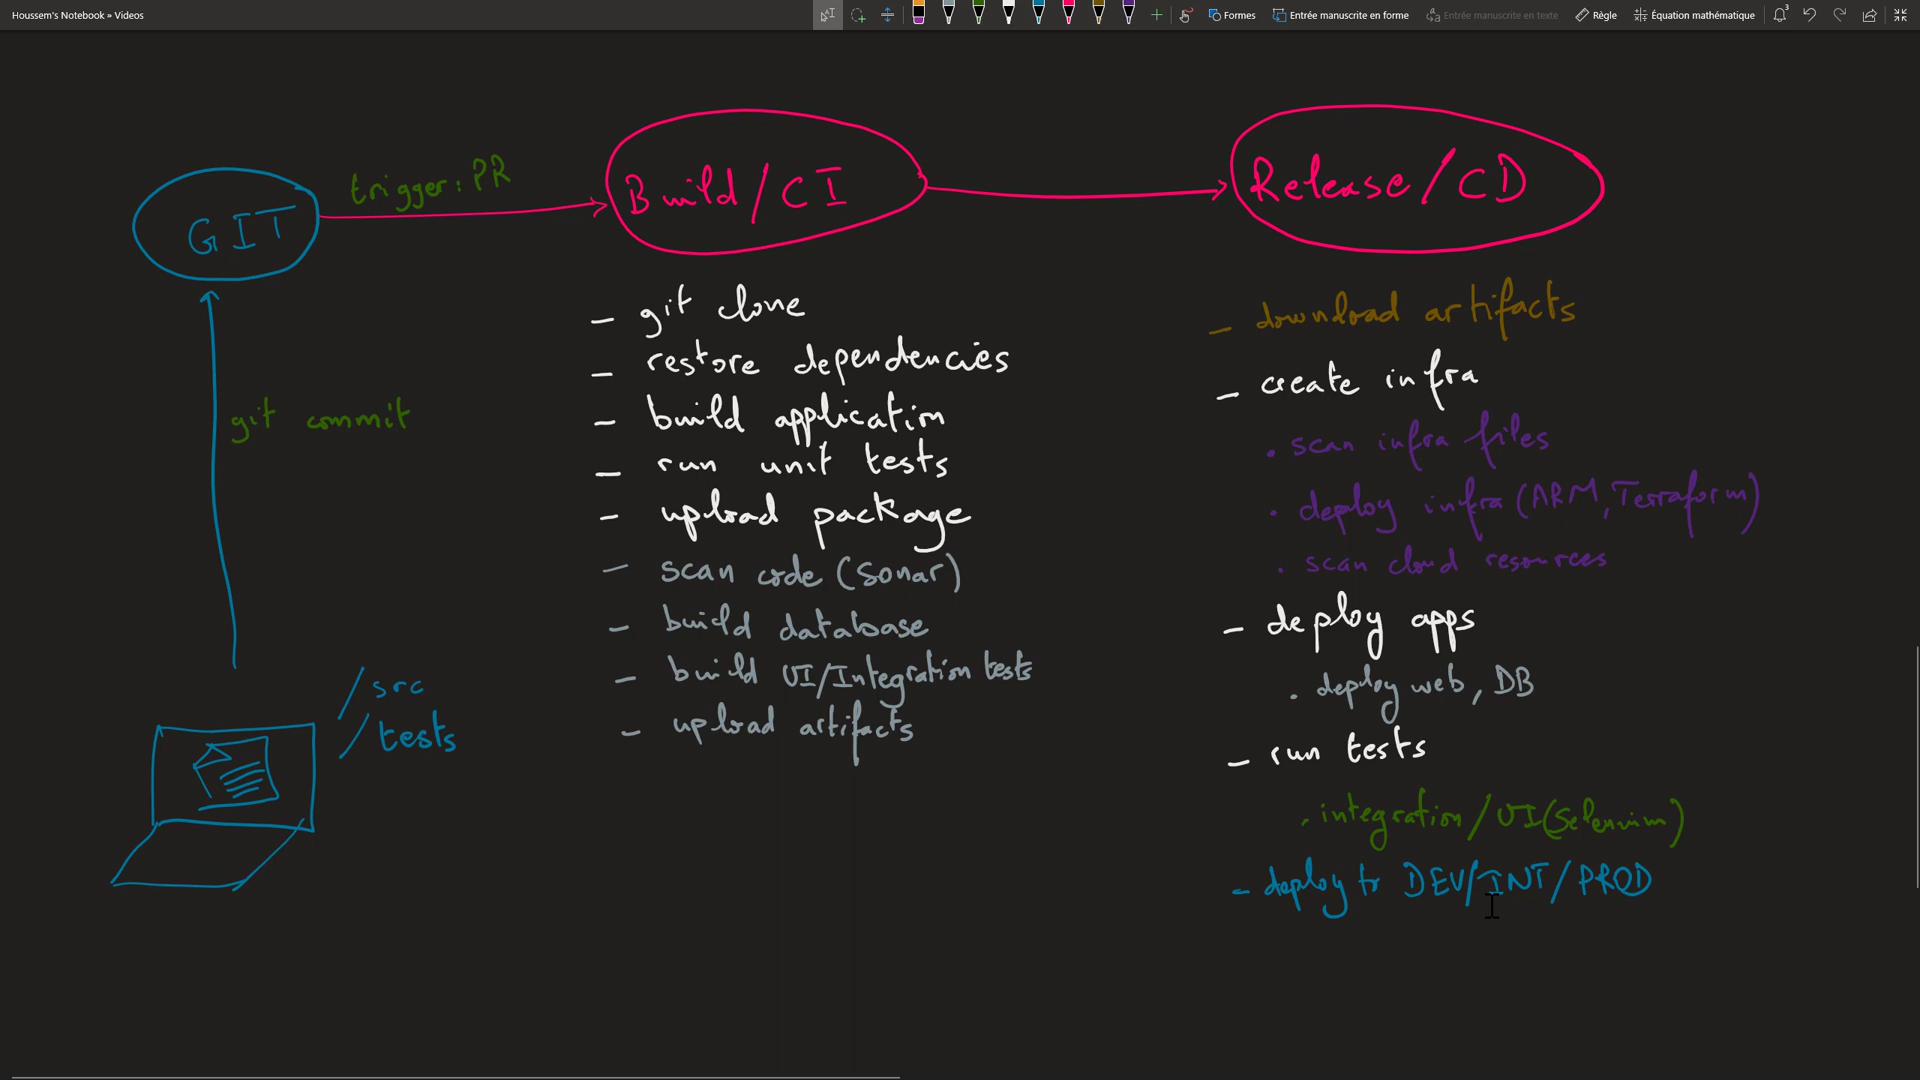 Houssem's Notebook » Videos
Formes
Entrée manuscrite en forme
Entrée manuscrite en texte
Règle
Équation mathématique
3
GIT
trigger: PR
Build/CI
Release/CD
git commit
/src
/tests
- git clone
- restore dependencies
- build application
- run unit tests
- upload package
- scan code (Sonar)
- build database
- build UI/Integration tests
- upload artifacts
- download artifacts
- create infra
. scan infra files
. deploy infra (ARM, Terraform)
. scan cloud resources
- deploy apps
. deploy web, DB
- run tests
. integration/UI(Selenium)
- deploy to DEV/INT/PROD